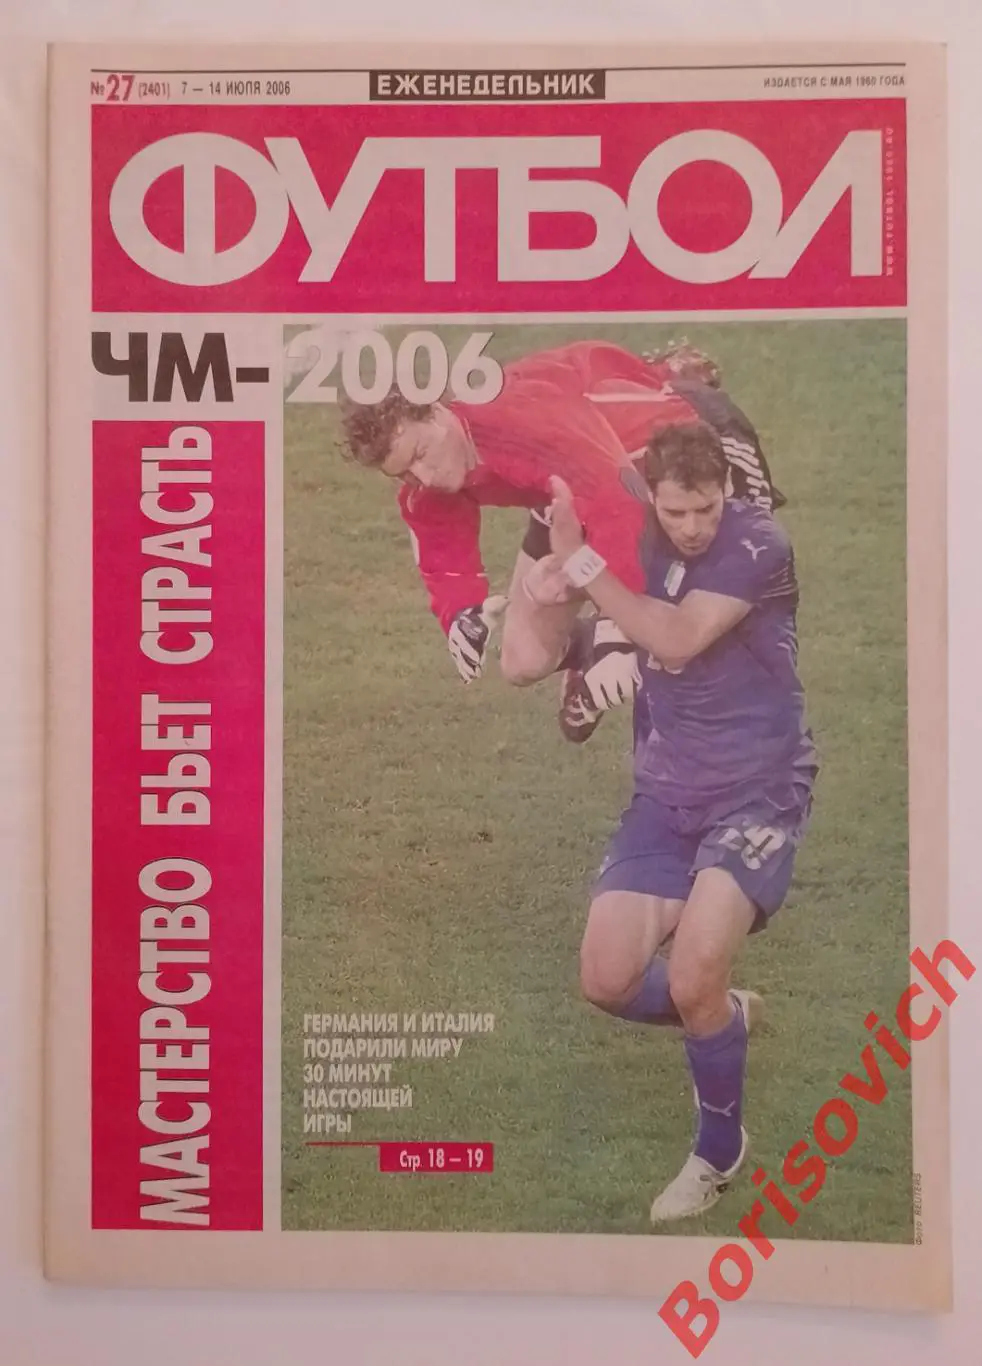 №27 (2401) 7 — 14 ИЮЛЯ 2006
ЕЖЕНЕДЕЛЬНИК
ИЗДАЕТСЯ С МАЯ 1960 ГОДА
ФУТБОЛ
ЧМ-2006
МАСТЕРСТВО БЬЕТ СТРАСТЬ
ГЕРМАНИЯ И ИТАЛИЯ
ПОДАРИЛИ МИРУ
30 МИНУТ
НАСТОЯЩЕЙ
ИГРЫ
Стр. 18 – 19
Фото REUTERS
Borisovich